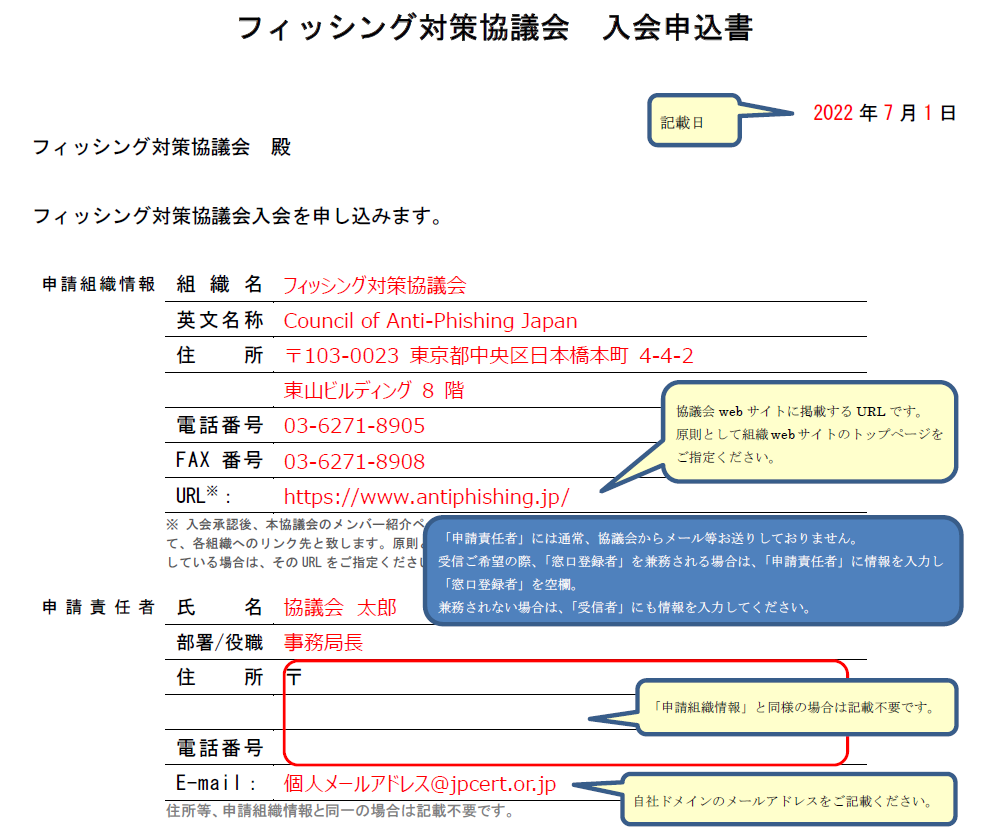 フィッシング対策協議会　入会申込書
記載日
2022 年 7 月 1 日
フィッシング対策協議会　殿
フィッシング対策協議会入会を申し込みます。
申請組織情報 組織名 フィッシング対策協議会
英文名称 Council of Anti-Phishing Japan
住所 〒103-0023 東京都中央区日本橋本町 4-4-2
東山ビルディング 8 階
電話番号 03-6271-8905
FAX 番号 03-6271-8908
URL※: https://www.antiphishing.jp/
協議会 web サイトに掲載する URL です。
原則として組織 web サイトのトップページを
ご指定ください。
※ 入会承認後、本協議会のメンバー紹介ペ
て、各組織へのリンク先と致します。原則
している場合は、その URL をご指定ください
「申請責任者」には通常、協議会からメール等お送りしておりません。
受信ご希望の際、「窓口登録者」を兼務される場合は、「申請責任者」に情報を入力し
「窓口登録者」を空欄。
兼務されない場合は、「受信者」にも情報を入力してください。
申請責任者 氏名 協議会 太郎
部署/役職 事務局長
住所 〒
「申請組織情報」と同様の場合は記載不要です。
電話番号
E-mail: 個人メールアドレス@jpcert.or.jp
自社ドメインのメールアドレスをご記載ください。
住所等、申請組織情報と同一の場合は記載不要です。